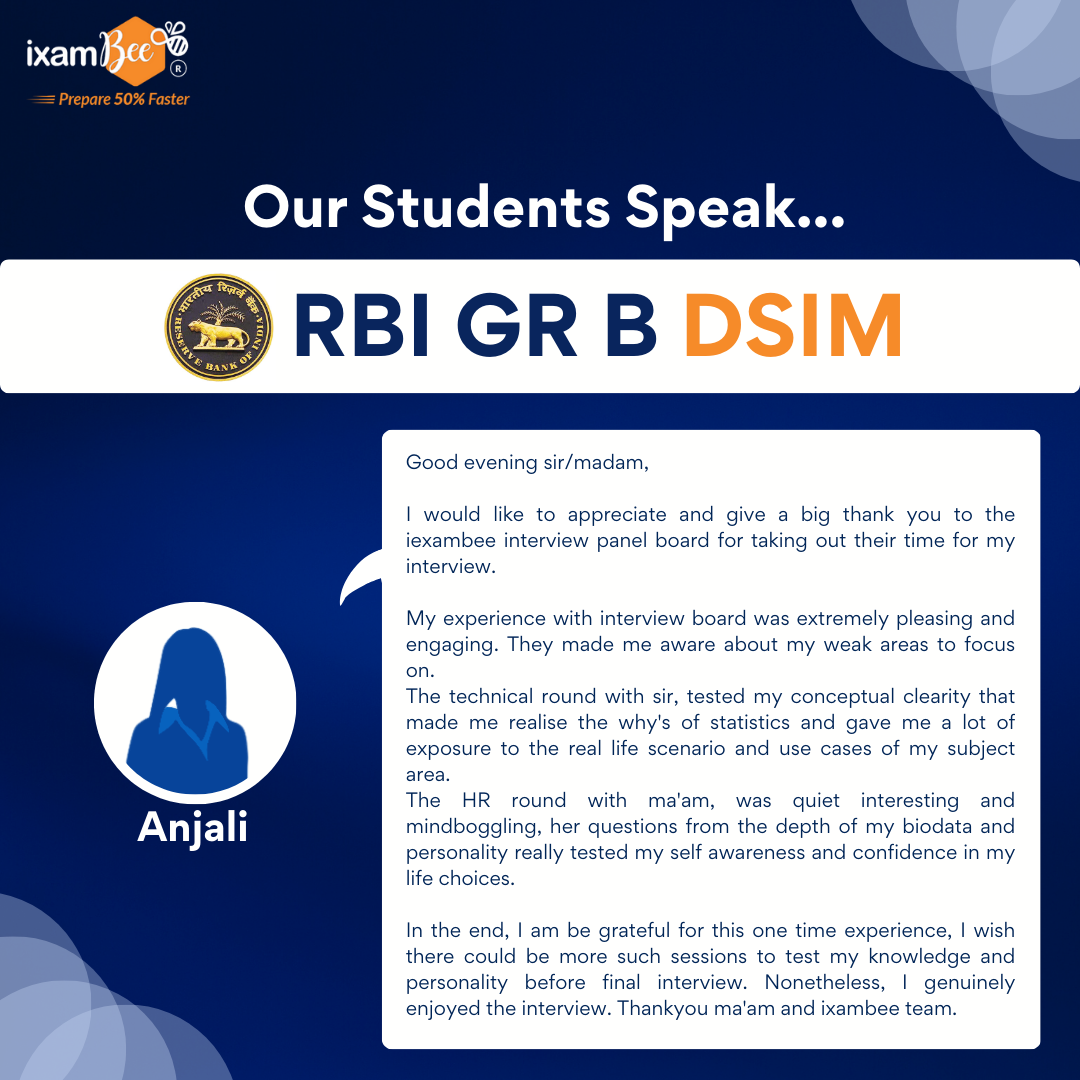 ixamBee
®
Prepare 50% Faster
Our Students Speak...
भारतीय रिज़र्व बैंक
RESERVE BANK OF INDIA
RBI GR B DSIM
Good evening sir/madam,
I would like to appreciate and give a big thank you to the
iexambee interview panel board for taking out their time for my
interview.
My experience with interview board was extremely pleasing and
engaging. They made me aware about my weak areas to focus
on.
The technical round with sir, tested my conceptual clearity that
made me realise the why's of statistics and gave me a lot of
exposure to the real life scenario and use cases of my subject
area.
The HR round with ma'am, was quiet interesting and
mindboggling, her questions from the depth of my biodata and
personality really tested my self awareness and confidence in my
life choices.
In the end, I am be grateful for this one time experience, I wish
there could be more such sessions to test my knowledge and
personality before final interview. Nonetheless, I genuinely
enjoyed the interview. Thankyou ma'am and ixambee team.
Anjali